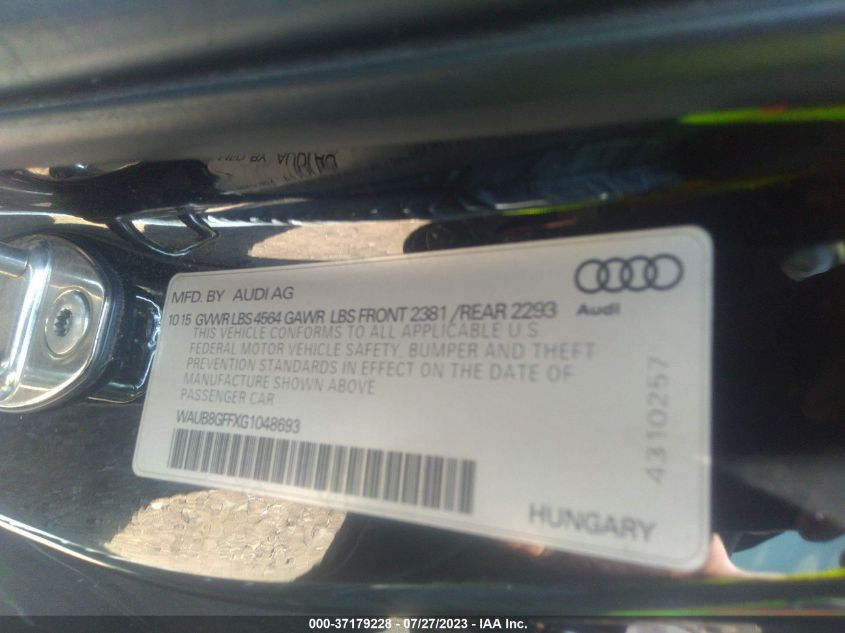 MFD. BY AUDI AG
Audi
10 15 GVWR LBS 4564 GAWR LBS FRONT 2381 /REAR 2293
THIS VEHICLE CONFORMS TO ALL APPLICABLE U.S.
FEDERAL MOTOR VEHICLE SAFETY, BUMPER AND THEFT
PREVENTION STANDARDS IN EFFECT ON THE DATE OF
MANUFACTURE SHOWN ABOVE
PASSENGER CAR
WAUB8GFFXG1048693
4310257
HUNGARY
000-37179228 - 07/27/2023 - IAA Inc.